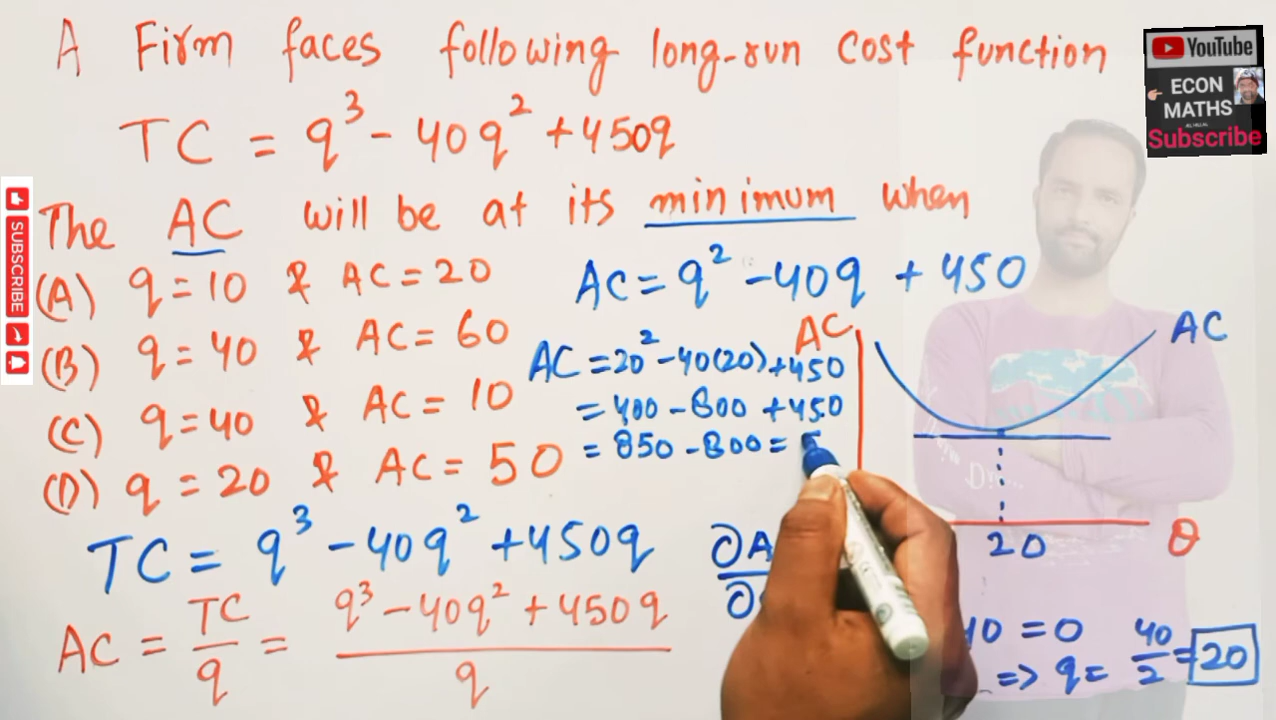 A Firm faces following long-run cost function
TC = q³ - 40q² + 450q
The AC will be at its minimum when
(A) q = 10 & AC = 20
(B) q = 40 & AC = 60
(C) q = 40 & AC = 10
(D) q = 20 & AC = 50
AC = q² - 40q + 450
AC = 20² - 40(20) + 450
= 400 - 800 + 450
= 850 - 800 =
AC
AC
20
Q
TC = q³ - 40q² + 450q
AC = TC/q = (q³ - 40q² + 450q)/q
∂A
∂
10 = 0
=> q = 40/2 = 20
YouTube
ECON
MATHS
Subscribe
SUBSCRIBE